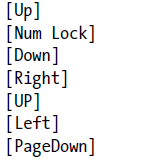 [Up]
[Num Lock]
[Down]
[Right]
[UP]
[Left]
[PageDown]